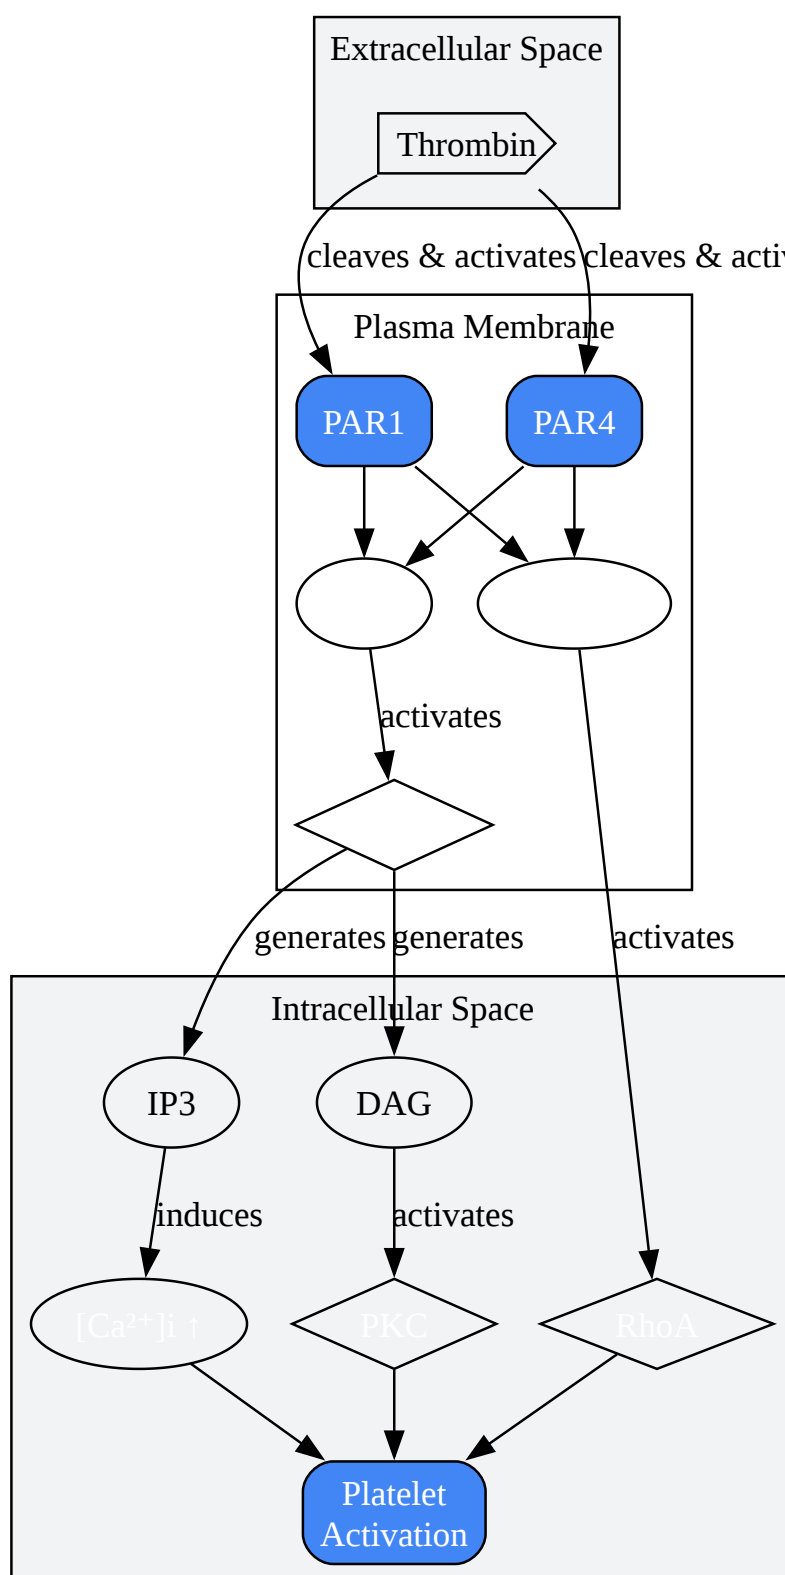 Extracellular Space
Thrombin
cleaves & activates
cleaves & activ
Plasma Membrane
PAR1
PAR4
activates
generates
generates
activates
Intracellular Space
IP3
DAG
induces
activates
[Ca²⁺]i ↑
PKC
RhoA
Platelet
Activation